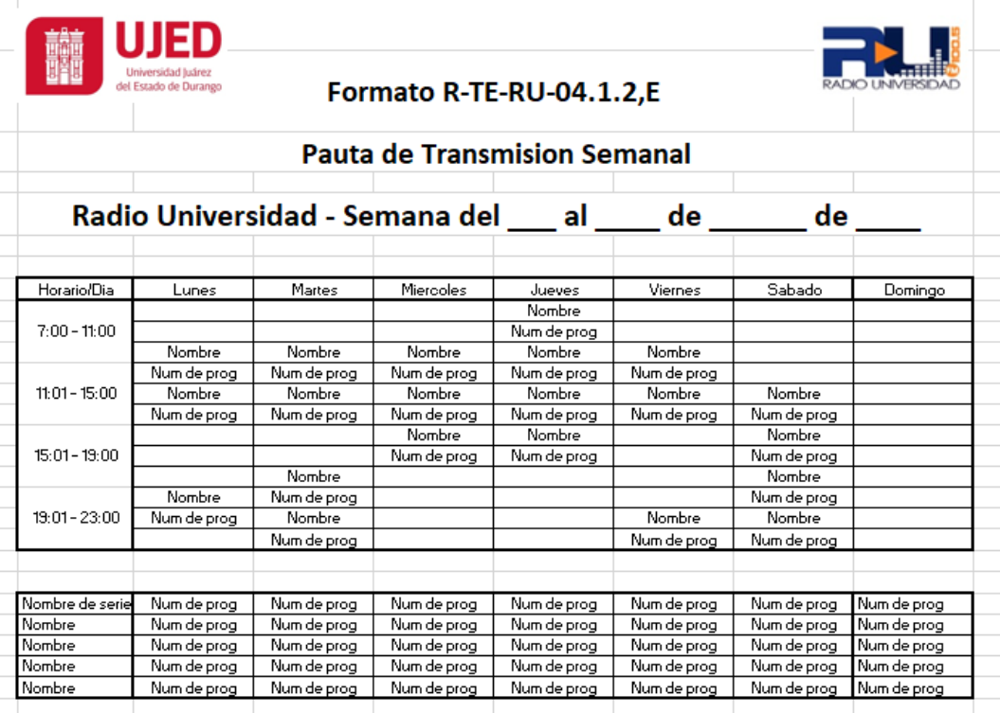 UJED
Universidad Juárez
del Estado de Durango
RU
fm 100.5
RADIO UNIVERSIDAD
Formato R-TE-RU-04.1.2,E
Pauta de Transmision Semanal
Radio Universidad - Semana del ___ al ____ de ______ de ____
Horario/Dia Lunes Martes Miercoles Jueves Viernes Sabado Domingo
Nombre
7:00 - 11:00 Num de prog
Nombre Nombre Nombre Nombre Nombre
Num de prog Num de prog Num de prog Num de prog Num de prog
11:01 - 15:00 Nombre Nombre Nombre Nombre Nombre Nombre
Num de prog Num de prog Num de prog Num de prog Num de prog Num de prog
Nombre Nombre Nombre
15:01 - 19:00 Num de prog Num de prog Num de prog
Nombre Nombre
Nombre Num de prog Num de prog
19:01 - 23:00 Num de prog Nombre Nombre Nombre
Num de prog Num de prog Num de prog
Nombre de serie Num de prog Num de prog Num de prog Num de prog Num de prog Num de prog Num de prog
Nombre Num de prog Num de prog Num de prog Num de prog Num de prog Num de prog Num de prog
Nombre Num de prog Num de prog Num de prog Num de prog Num de prog Num de prog Num de prog
Nombre Num de prog Num de prog Num de prog Num de prog Num de prog Num de prog Num de prog
Nombre Num de prog Num de prog Num de prog Num de prog Num de prog Num de prog Num de prog